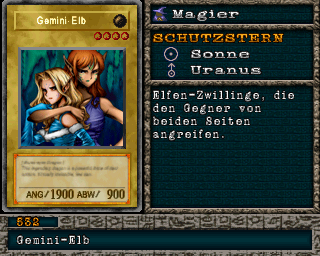 Gemini-Elb
ANG/ 1900 ABW/ 900
Magier
SCHUTZSTERN
Sonne
Uranus
Elfen-Zwillinge, die
den Gegner von
beiden Seiten
angreifen.
532
Gemini-Elb